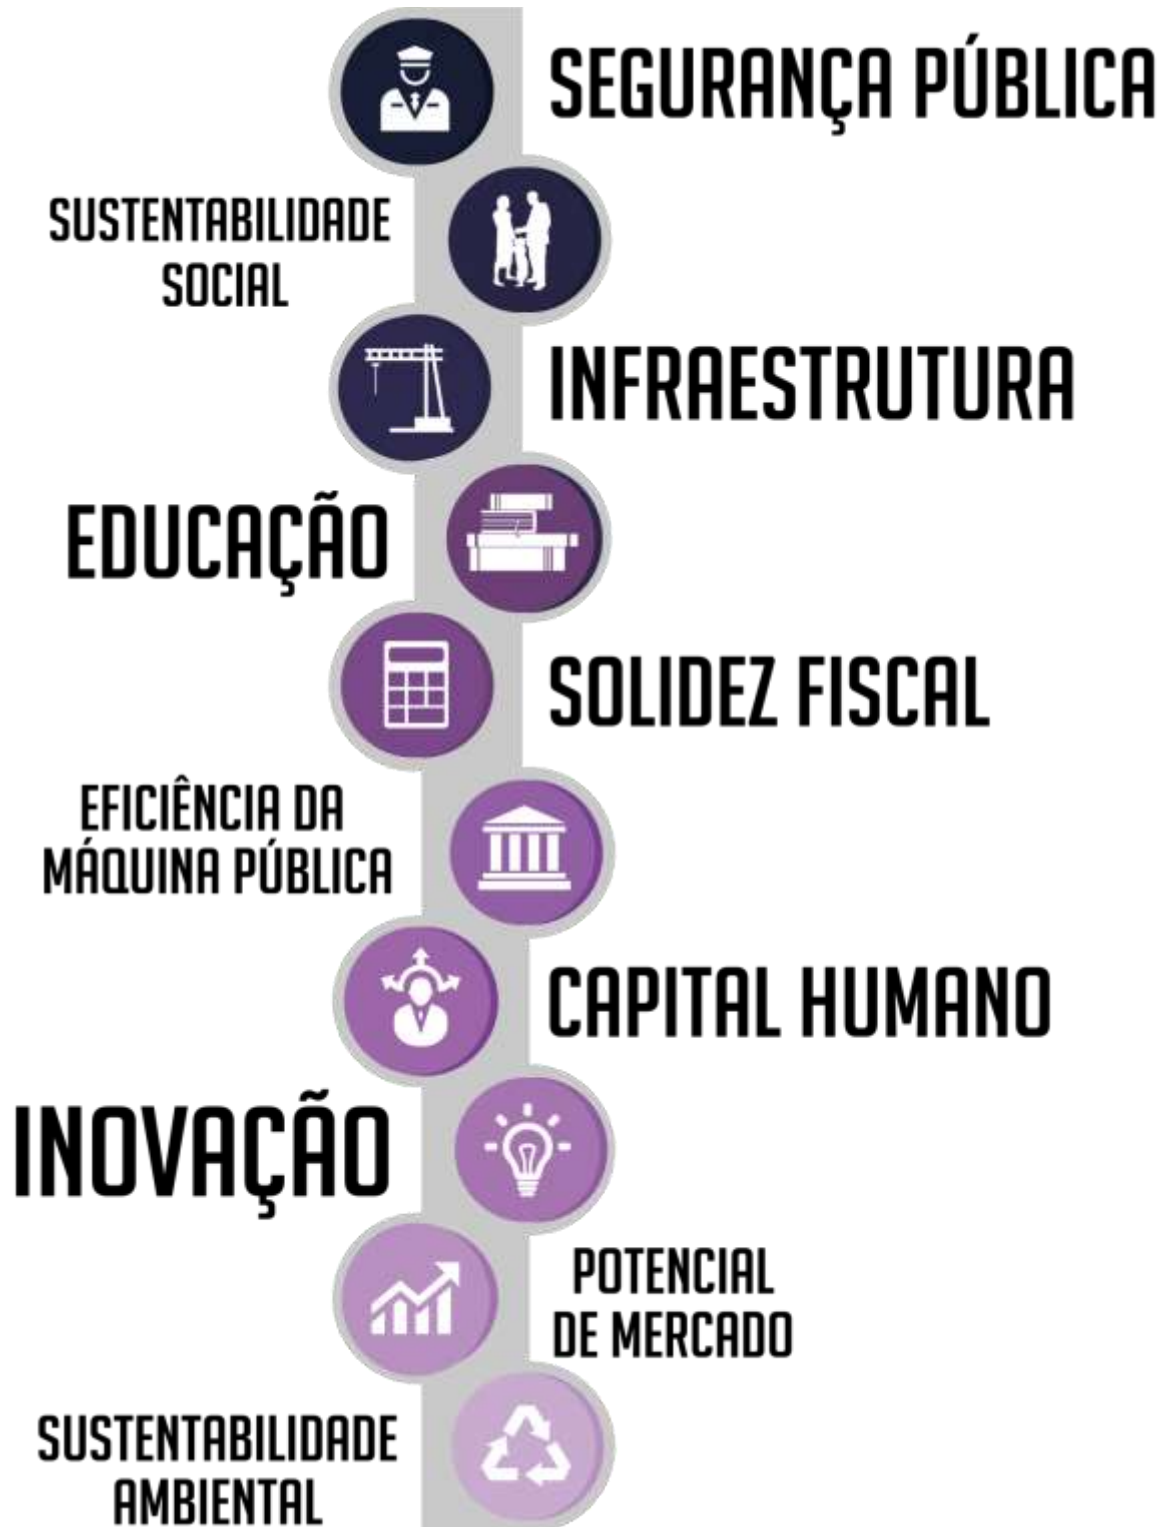 SEGURANÇA PÚBLICA
SUSTENTABILIDADE
SOCIAL
INFRAESTRUTURA
EDUCAÇÃO
SOLIDEZ FISCAL
EFICIÊNCIA DA
MÁQUINA PÚBLICA
CAPITAL HUMANO
INOVAÇÃO
POTENCIAL
DE MERCADO
SUSTENTABILIDADE
AMBIENTAL